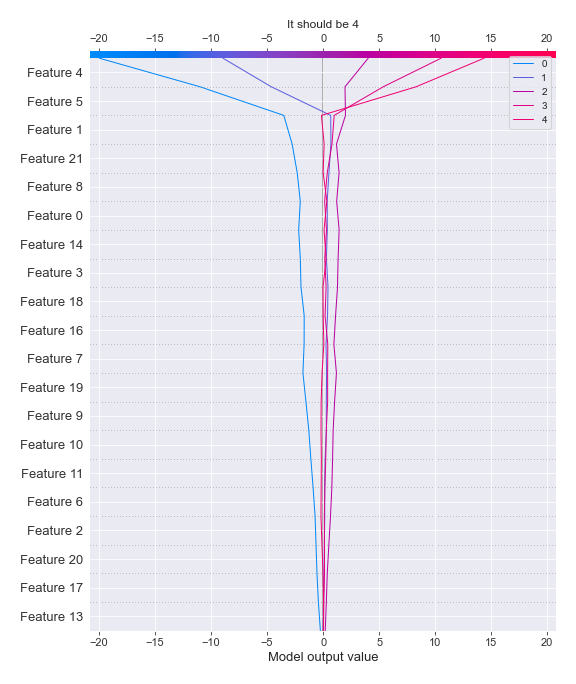 It should be 4
−20 −15 −10 −5 0 5 10 15 20
0
1
2
3
4
Feature 4
Feature 5
Feature 1
Feature 21
Feature 8
Feature 0
Feature 14
Feature 3
Feature 18
Feature 16
Feature 7
Feature 19
Feature 9
Feature 10
Feature 11
Feature 6
Feature 2
Feature 20
Feature 17
Feature 13
−20 −15 −10 −5 0 5 10 15 20
Model output value